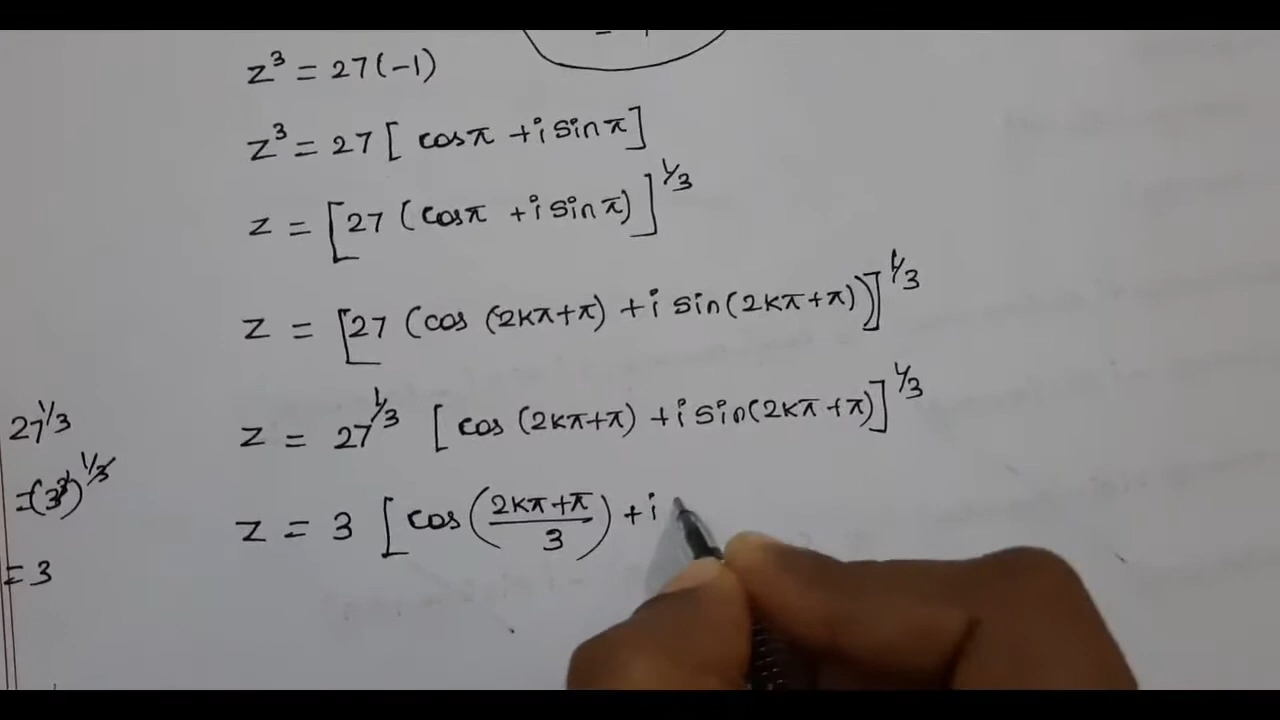 z³ = 27(-1)
z³ = 27 [ cosπ + i sinπ ]
z = [ 27 (cosπ + i sinπ) ]^1/3
z = [ 27 (cos (2kπ+π) + i sin(2kπ+π)) ]^1/3
z = 27^1/3 [ cos (2kπ+π) + i sin(2kπ+π) ]^1/3
z = 3 [ cos ( (2kπ+π)/3 ) + i
27^1/3
= (3³)^1/3
= 3